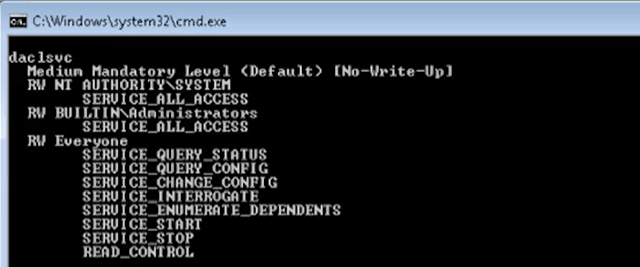 C:\Windows\system32\cmd.exe
daclsvc
Medium Mandatory Level (Default) [No-Write-Up]
RW NT AUTHORITY\SYSTEM
SERVICE_ALL_ACCESS
RW BUILTIN\Administrators
SERVICE_ALL_ACCESS
RW Everyone
SERVICE_QUERY_STATUS
SERVICE_QUERY_CONFIG
SERVICE_CHANGE_CONFIG
SERVICE_INTERROGATE
SERVICE_ENUMERATE_DEPENDENTS
SERVICE_START
SERVICE_STOP
READ_CONTROL